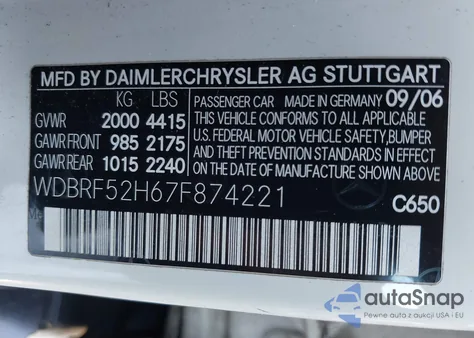 MFD BY DAIMLERCHRYSLER AG STUTTGART
KG LBS
GVWR 2000 4415
GAWR FRONT 985 2175
GAWR REAR 1015 2240
PASSENGER CAR MADE IN GERMANY 09/06
THIS VEHICLE CONFORMS TO ALL APPLICABLE
U.S. FEDERAL MOTOR VEHICLE SAFETY, BUMPER
AND THEFT PREVENTION STANDARDS IN EFFECT
ON THE DATE OF MANUFACTURE SHOWN ABOVE
WDBRF52H67F874221
C650
autoSnap
Pewne auto z aukcji USA i EU